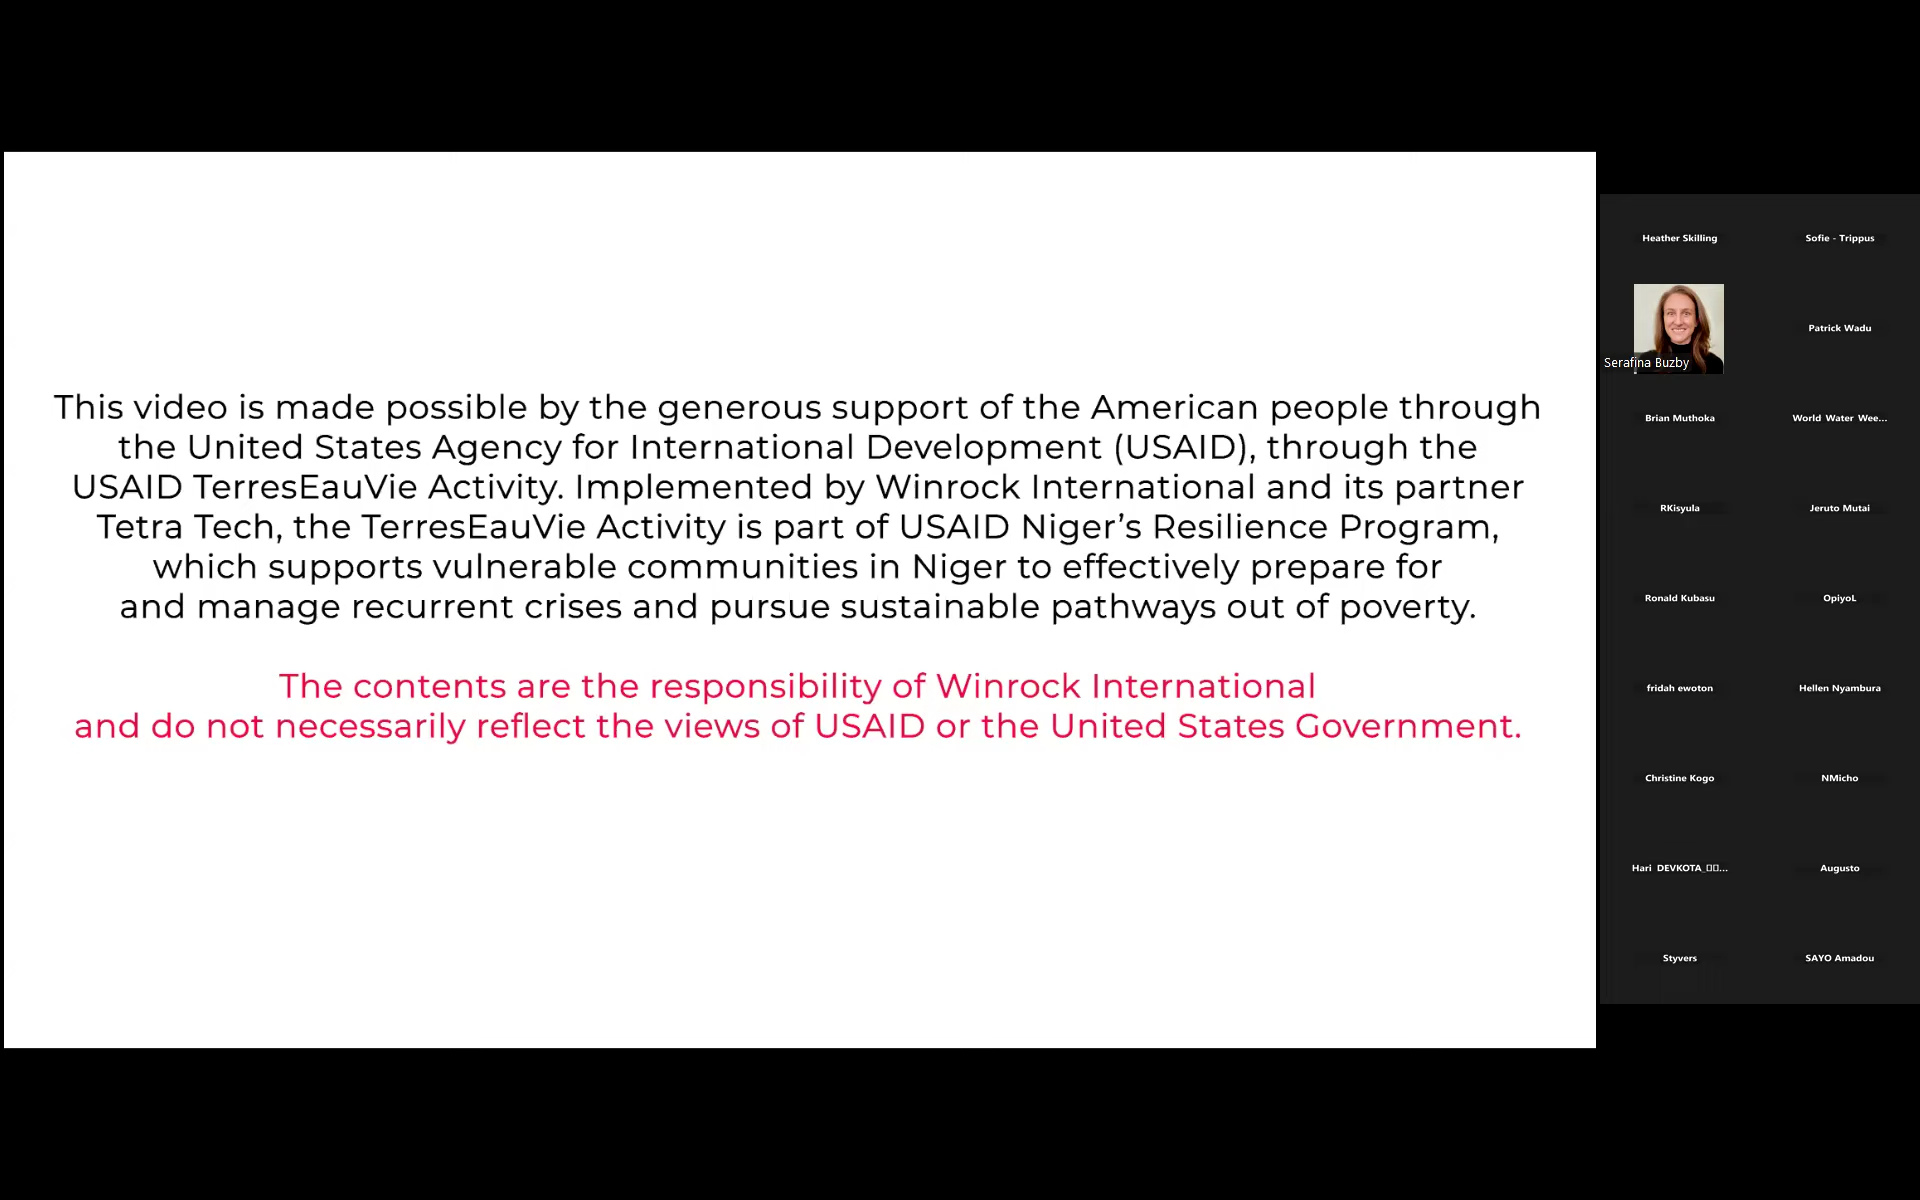 This video is made possible by the generous support of the American people through
the United States Agency for International Development (USAID), through the
USAID TerresEauVie Activity. Implemented by Winrock International and its partner
Tetra Tech, the TerresEauVie Activity is part of USAID Niger’s Resilience Program,
which supports vulnerable communities in Niger to effectively prepare for
and manage recurrent crises and pursue sustainable pathways out of poverty.
The contents are the responsibility of Winrock International
and do not necessarily reflect the views of USAID or the United States Government.
Heather Skilling
Sofie - Trippus
Serafina Buzby
Patrick Wadu
Brian Muthoka
World Water Wee...
RKisyula
Jeruto Mutai
Ronald Kubasu
OpiyoL
fridah ewoton
Hellen Nyambura
Christine Kogo
NMicho
Hari DEVKOTA_▯▯...
Augusto
Styvers
SAYO Amadou